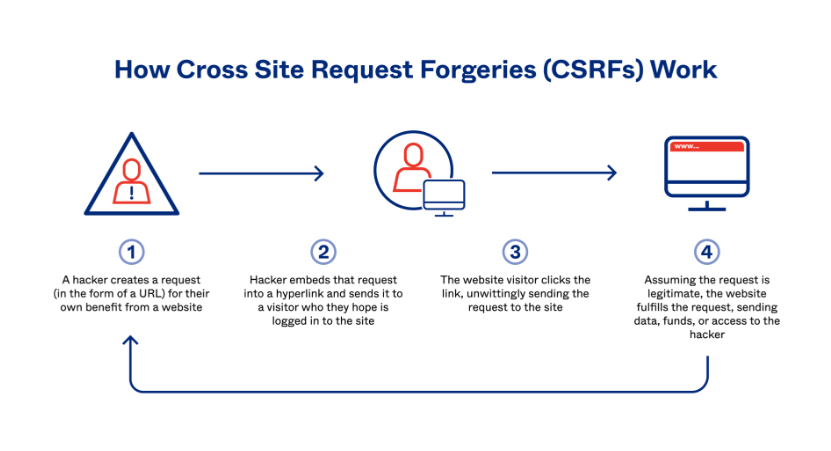 How Cross Site Request Forgeries (CSRFs) Work
www...
!
1
A hacker creates a request
(in the form of a URL) for their
own benefit from a website
2
Hacker embeds that request
into a hyperlink and sends it to
a visitor who they hope is
logged in to the site
3
The website visitor clicks the
link, unwittingly sending the
request to the site
4
Assuming the request is
legitimate, the website
fulfills the request, sending
data, funds, or access to the
hacker